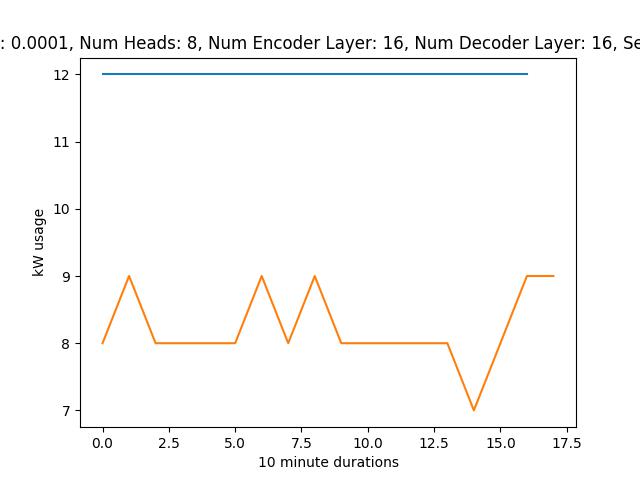 : 0.0001, Num Heads: 8, Num Encoder Layer: 16, Num Decoder Layer: 16, Se
12
11
10
9
8
7
kW usage
0.0 2.5 5.0 7.5 10.0 12.5 15.0 17.5
10 minute durations